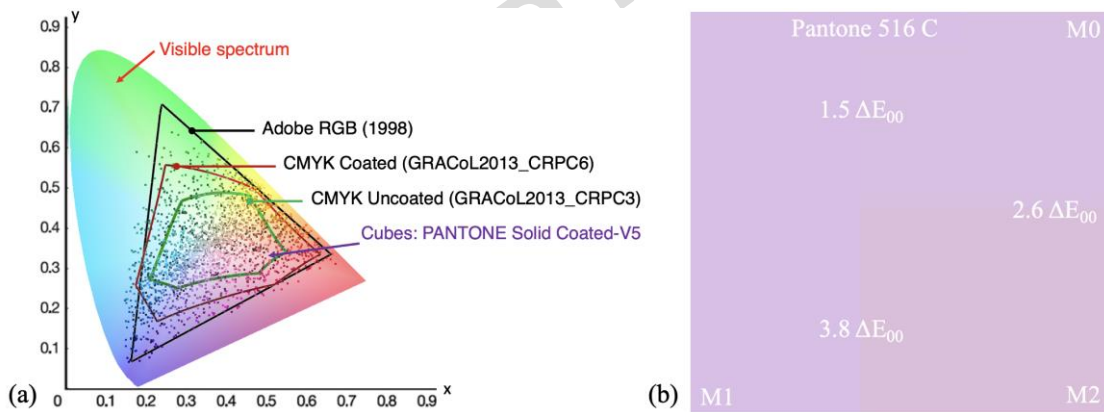 y
0.9
0.8
0.7
0.6
0.5
0.4
0.3
0.2
0.1
0 0.1 0.2 0.3 0.4 0.5 0.6 0.7 0.8 0.9
x
Visible spectrum
Adobe RGB (1998)
CMYK Coated (GRACoL2013_CRPC6)
CMYK Uncoated (GRACoL2013_CRPC3)
Cubes: PANTONE Solid Coated-V5
(a)
Pantone 516 C
M0
1.5 ΔE₀₀
2.6 ΔE₀₀
3.8 ΔE₀₀
M1
M2
(b)